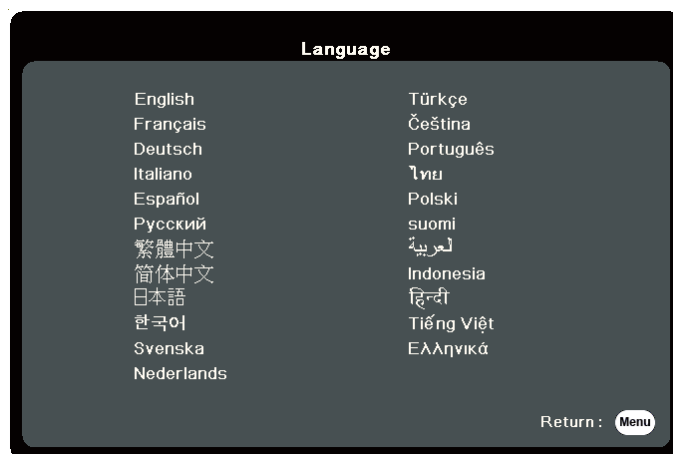 Language
English
Français
Deutsch
Italiano
Español
Русский
繁體中文
简体中文
日本語
한국어
Svenska
Nederlands
Türkçe
Čeština
Português
ไทย
Polski
suomi
لعربية
Indonesia
हिन्दी
Tiếng Việt
Ελληνικά
Return : Menu